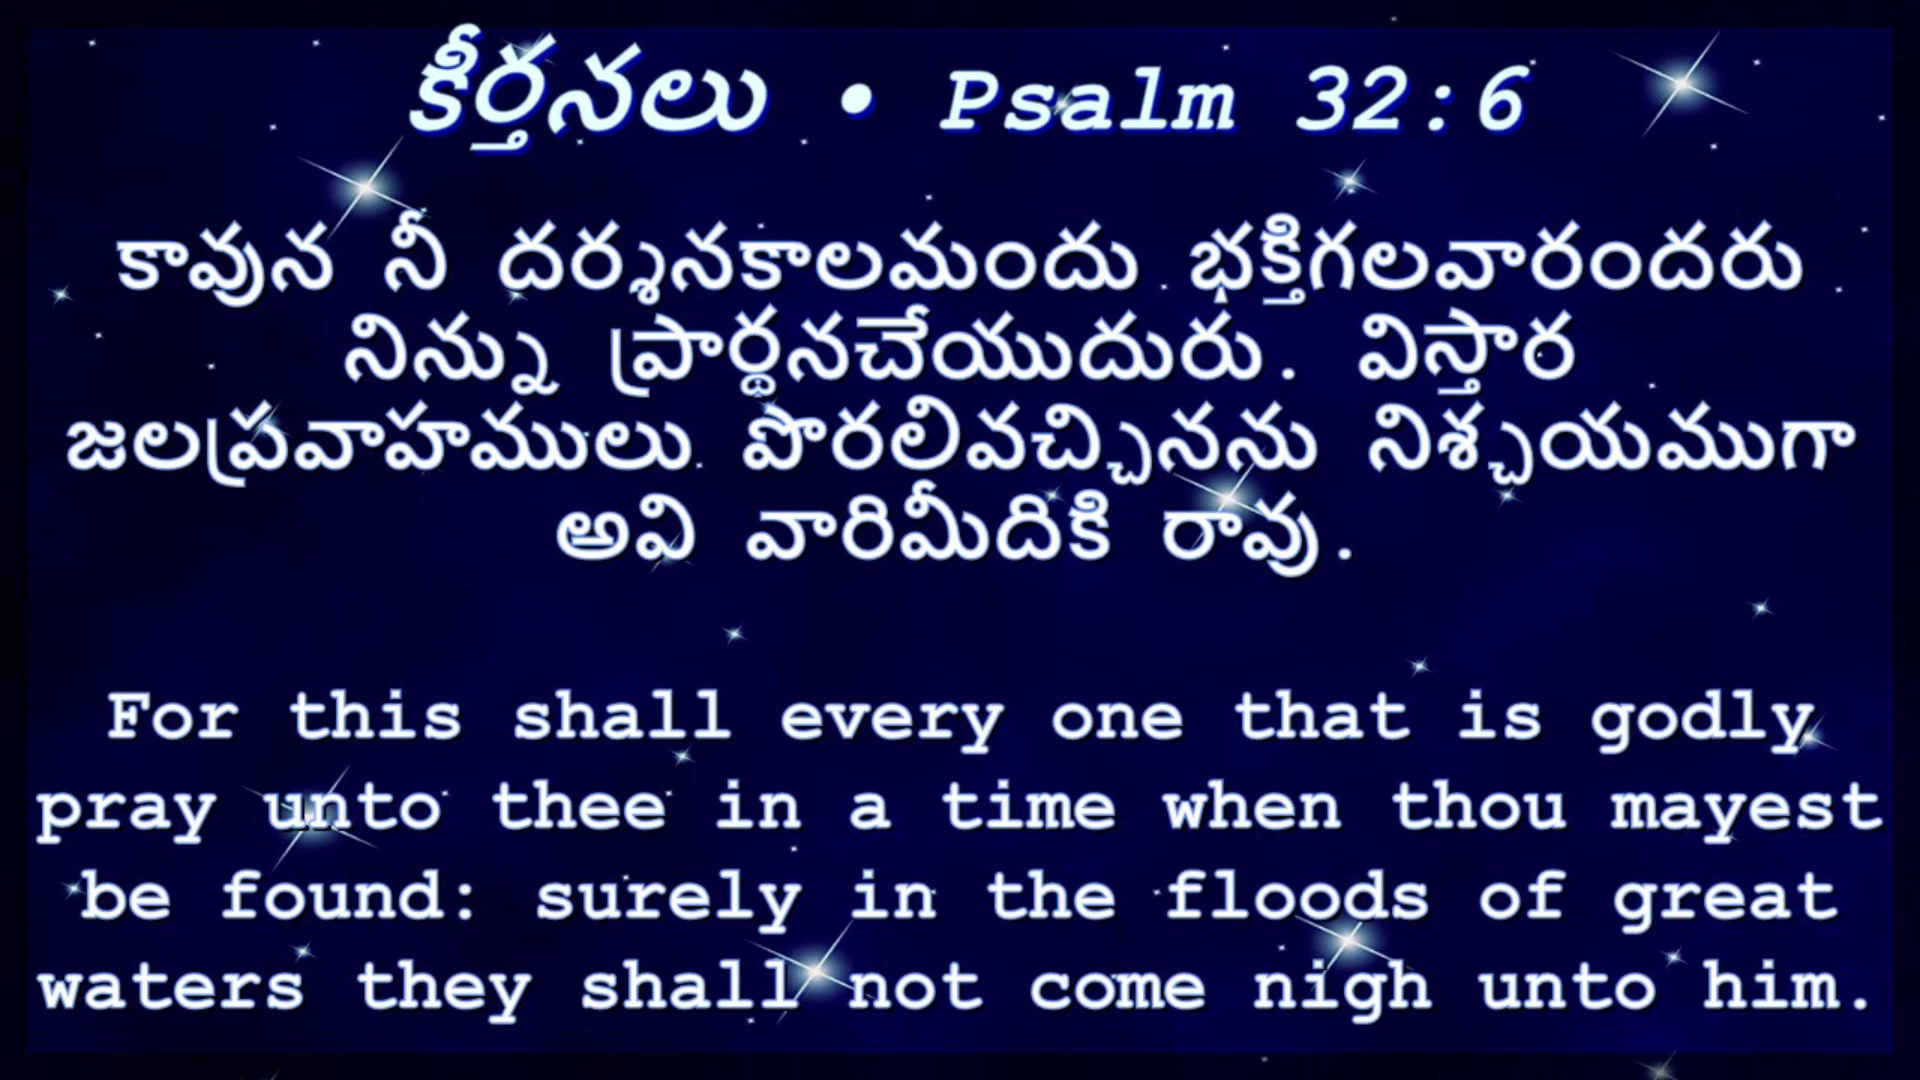 కీర్తనలు • Psalm 32:6
కావున నీ దర్శనకాలమందు భక్తిగలవారందరు
నిన్ను ప్రార్థనచేయుదురు. విస్తార
జలప్రవాహములు పొరలివచ్చినను నిశ్చయముగా
అవి వారిమీదికి రావు.
For this shall every one that is godly
pray unto thee in a time when thou mayest
be found: surely in the floods of great
waters they shall not come nigh unto him.